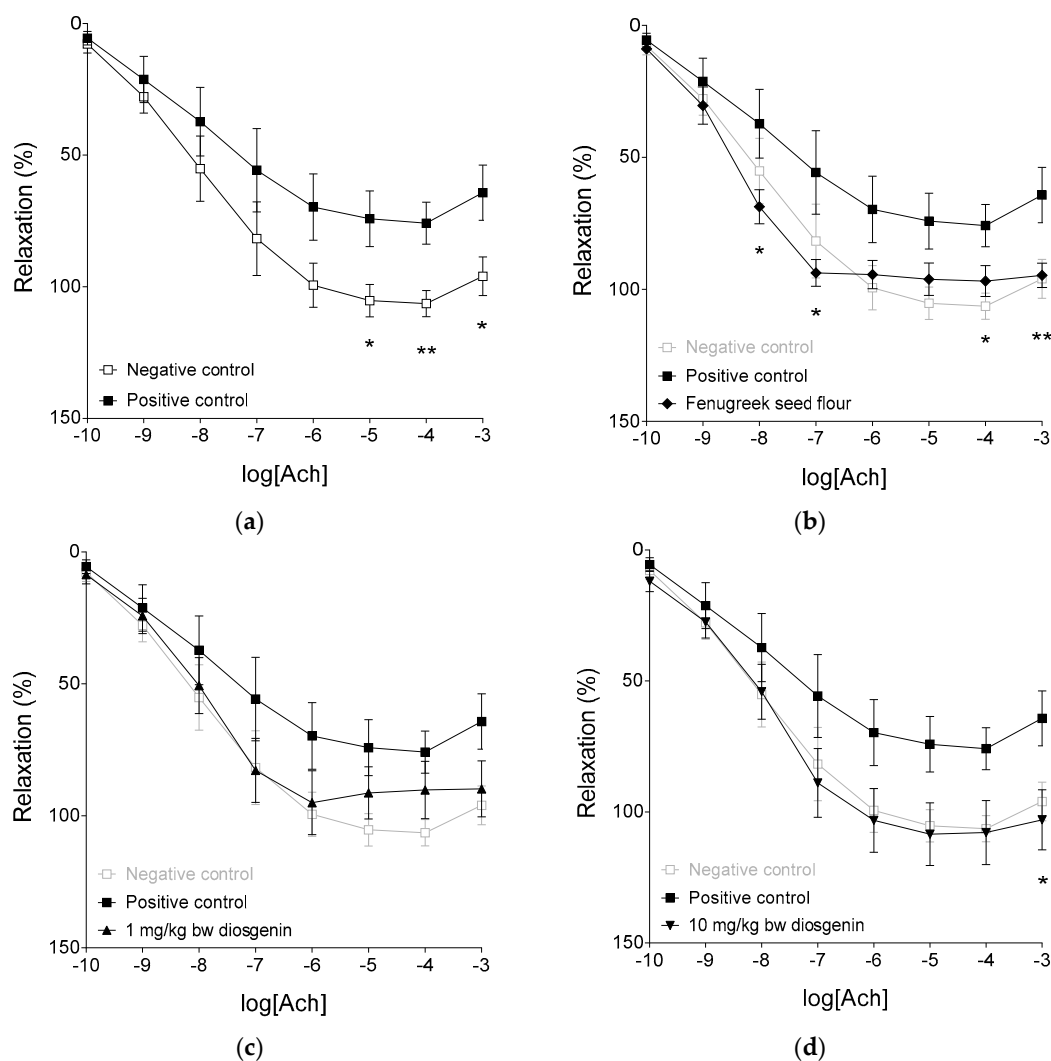 0
50
100
150
Relaxation (%)
*
**
*
Negative control
Positive control
-10 -9 -8 -7 -6 -5 -4 -3
log[Ach]
(a)
0
50
100
150
Relaxation (%)
*
*
*
**
Negative control
Positive control
Fenugreek seed flour
-10 -9 -8 -7 -6 -5 -4 -3
log[Ach]
(b)
0
50
100
150
Relaxation (%)
Negative control
Positive control
1 mg/kg bw diosgenin
-10 -9 -8 -7 -6 -5 -4 -3
log[Ach]
(c)
0
50
100
150
Relaxation (%)
*
Negative control
Positive control
10 mg/kg bw diosgenin
-10 -9 -8 -7 -6 -5 -4 -3
log[Ach]
(d)